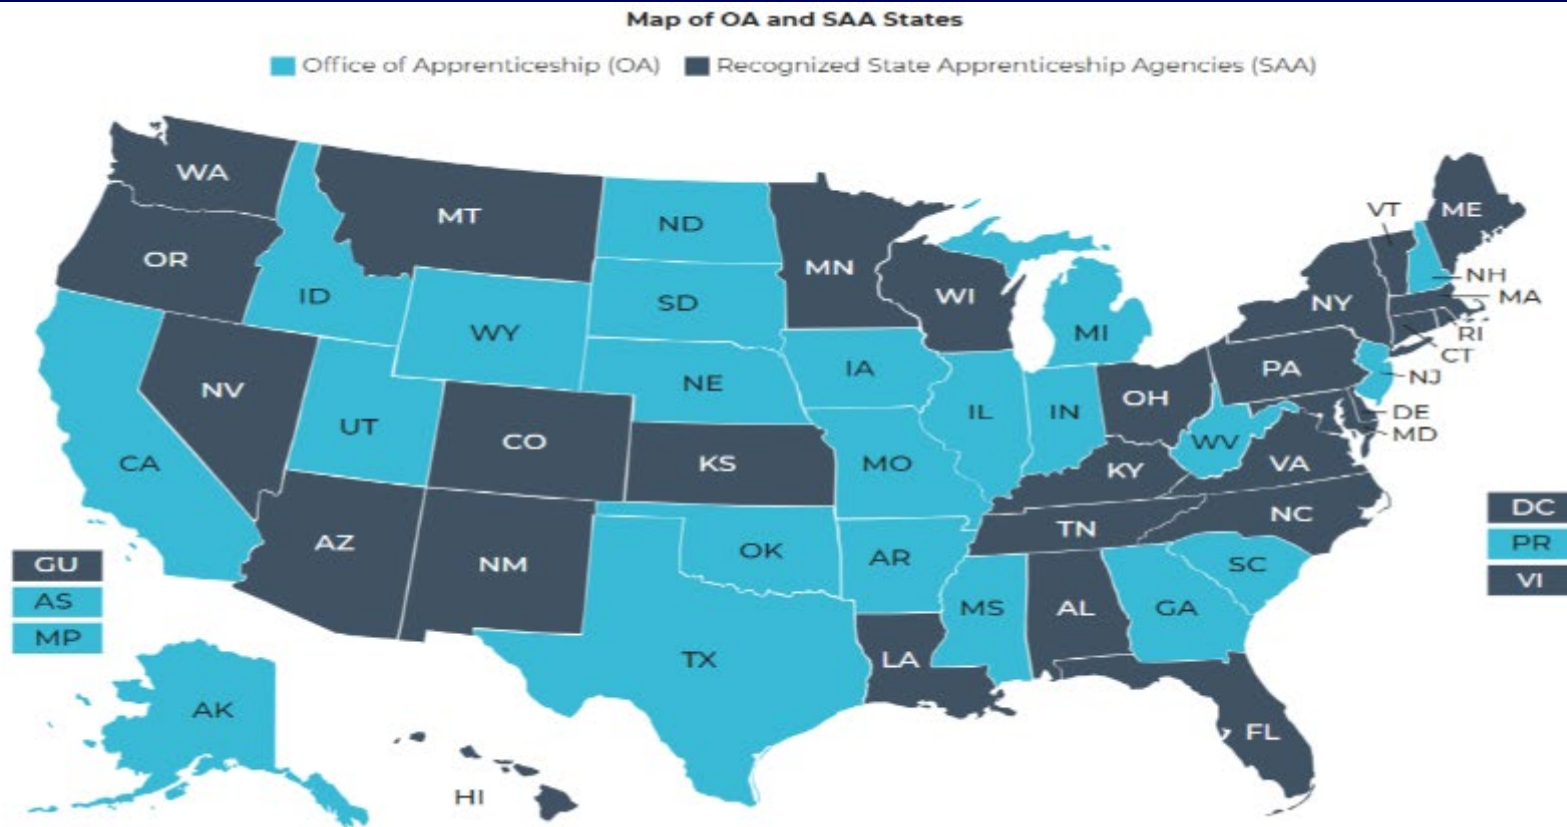 Map of OA and SAA States
Office of Apprenticeship (OA) Recognized State Apprenticeship Agencies (SAA)
WA
MT
ND
MN
VT
ME
OR
ID
WY
SD
WI
MI
NY
NH
MA
RI
CT
NV
UT
CO
NE
IA
IL
IN
OH
PA
NJ
DE
MD
CA
KS
MO
KY
WV
VA
AZ
NM
OK
AR
TN
NC
SC
DC
PR
VI
GU
AS
MP
TX
LA
MS
AL
GA
FL
AK
HI